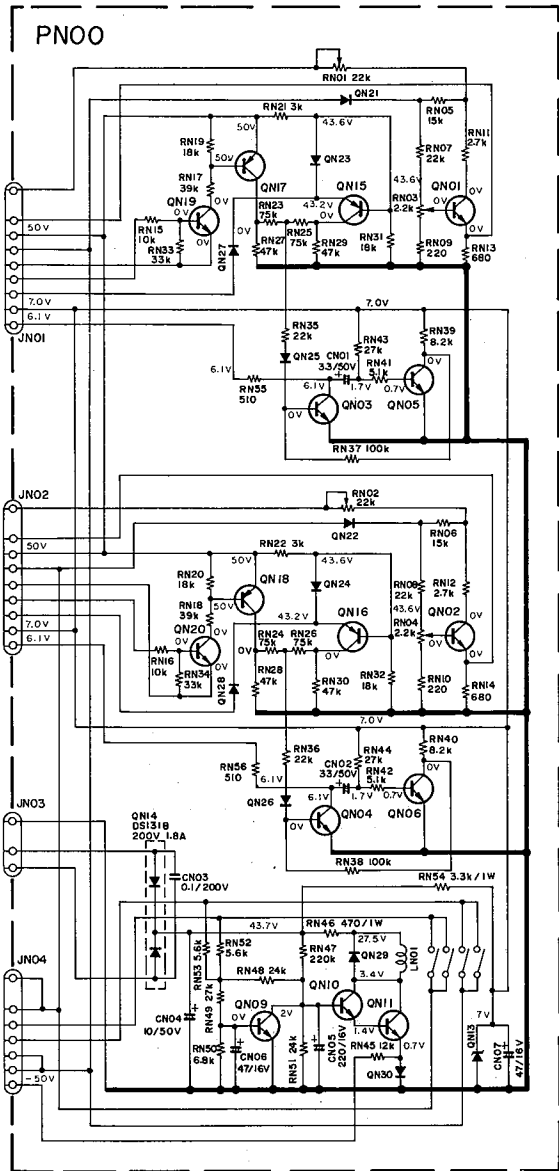 PN00
RN01 22k
QN21
RN21 3k
RN05
15k
43.6V
50V
RN19
18k
RN11
2.7k
RN07
22k
50V
QN23
RN17
39k
QN17
QN15
43.6V
RN03
2.2k
QN01
0V
QN19
0V
0V
43.2V
RN23
75k
0V
0V
0V
RN25
75k
50V
RN15
10k
RN33
33k
0V
QN27
0V
RN27
47k
RN29
47k
RN31
18k
RN09
220
0V
RN13
680
7.0V
7.0V
6.1V
JN01
RN35
22k
RN43
27k
RN39
8.2k
QN25
CN01
33/50V
RN41
5.1k
0V
6.1V
6.1V
1.7V
0.7V
RN55
510
0V
QN03
QN05
RN37 100k
JN02
RN02
22k
QN22
RN06
15k
50V
RN22 3k
50V
43.6V
RN20
18k
QN18
QN24
RN08
22k
RN12
2.7k
RN18
39k
50V
43.6V
RN04
2.2k
QN02
0V
QN20
0V
0V
43.2V
QN16
7.0V
0V
RN24
75k
RN26
75k
0V
0V
6.1V
RN16
10k
RN34
33k
0V
QN28
RN28
47k
RN30
47k
RN32
18k
RN10
220
0V
RN14
680
7.0V
RN56
510
RN36
22k
RN44
27k
RN40
8.2k
CN02
33/50V
RN42
5.1k
0V
6.1V
QN26
6.1V
1.7V
0.7V
0V
QN04
QN06
JN03
QN14
DS131B
200V 1.8A
RN38 100k
RN54 3.3k/1W
CN03
0.1/200V
RN46 470/1W
43.7V
27.5V
RN53 5.6k
RN52
5.6k
RN47
220k
QN29
LN01
JN04
RN48 24k
3.4V
RN49 27k
QN10
QN11
CN04
10/50V
QN09
2V
0V
1.4V
0.7V
7V
RN50
6.8k
CN06
47/16V
RN51 24k
CN05
220/16V
RN45 12k
QN13
CN07
47/16V
-50V
QN30